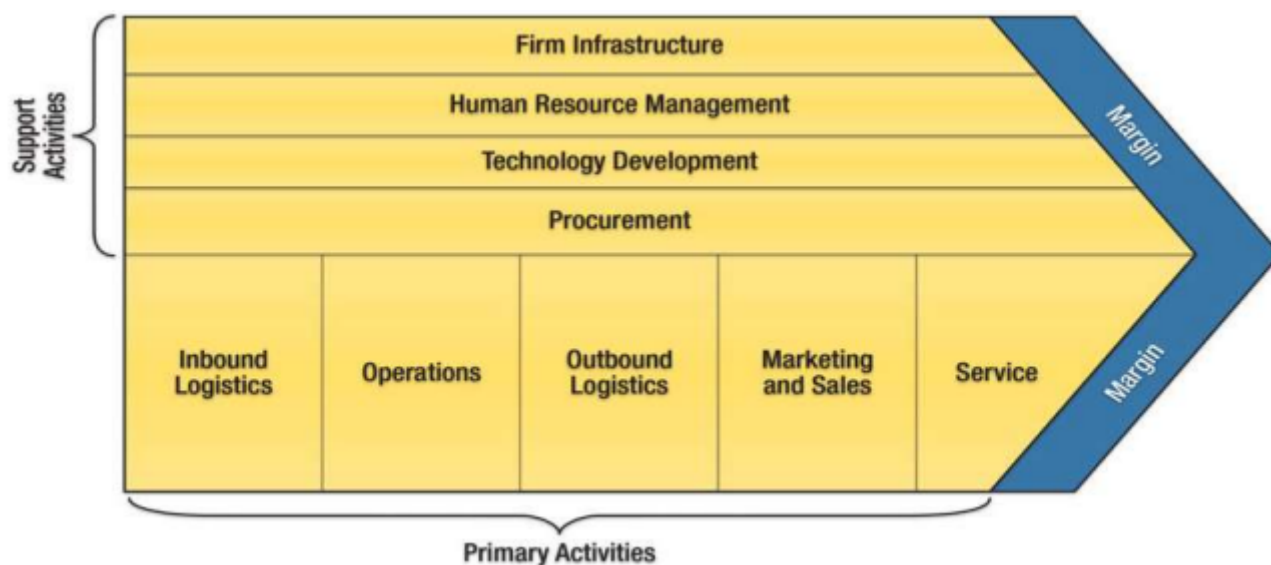 Support
Activities
Firm Infrastructure
Human Resource Management
Technology Development
Procurement
Margin
Inbound
Logistics
Operations
Outbound
Logistics
Marketing
and Sales
Service
Margin
Primary Activities